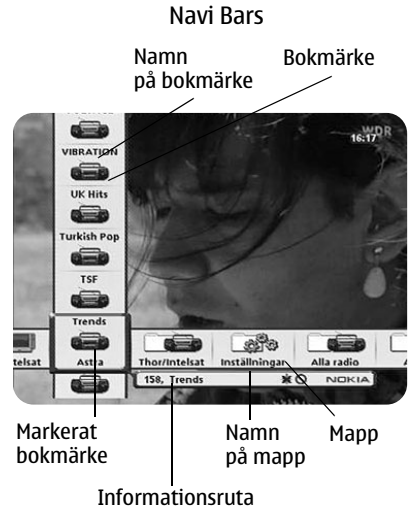 Navi Bars
Namn
på bokmärke
Bokmärke
WDR
16:17
VIBRATION
UK Hits
Turkish Pop
TSF
Trends
telsat
Astra
Thor/Intelsat
Inställningar
Alla radio
158, Trends
NOKIA
Markerat
bokmärke
Namn
på mapp
Mapp
Informationsruta